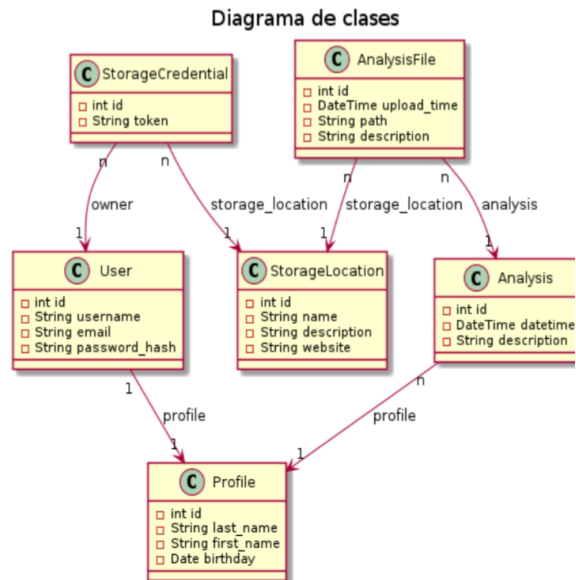 Diagrama de clases
C StorageCredential
int id
String token
C AnalysisFile
int id
DateTime upload_time
String path
String description
n
n
n
n
owner
storage_location
storage_location
analysis
1
1
1
1
C User
int id
String username
String email
String password_hash
C StorageLocation
int id
String name
String description
String website
C Analysis
int id
DateTime datetime
String description
1
n
profile
profile
1
1
C Profile
int id
String last_name
String first_name
Date birthday